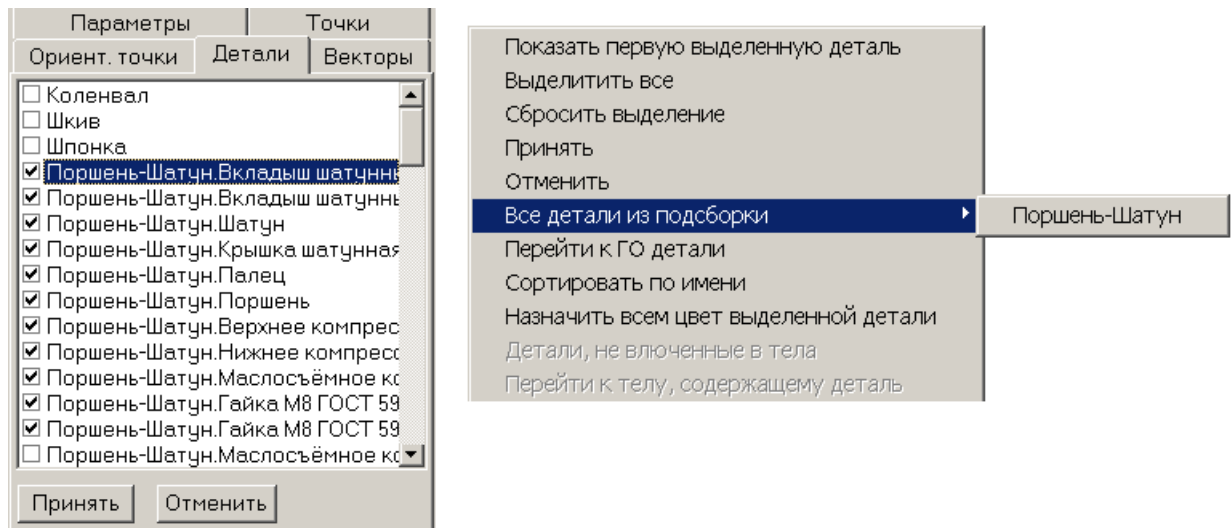 Параметры Точки
Ориент. точки Детали Векторы
Коленвал
Шкив
Шпонка
Поршень-Шатун.Вкладыш шатунны
Поршень-Шатун.Вкладыш шатунны
Поршень-Шатун.Шатун
Поршень-Шатун.Крышка шатунная
Поршень-Шатун.Палец
Поршень-Шатун.Поршень
Поршень-Шатун.Верхнее компрес
Поршень-Шатун.Нижнее компресс
Поршень-Шатун.Маслосъёмное ко
Поршень-Шатун.Гайка М8 ГОСТ 59
Поршень-Шатун.Гайка М8 ГОСТ 59
Поршень-Шатун.Маслосъёмное ко
Принять Отменить
Показать первую выделенную деталь
Выделитить все
Сбросить выделение
Принять
Отменить
Все детали из подсборки
Поршень-Шатун
Перейти к ГО детали
Сортировать по имени
Назначить всем цвет выделенной детали
Детали, не влюченные в тела
Перейти к телу, содержащему деталь